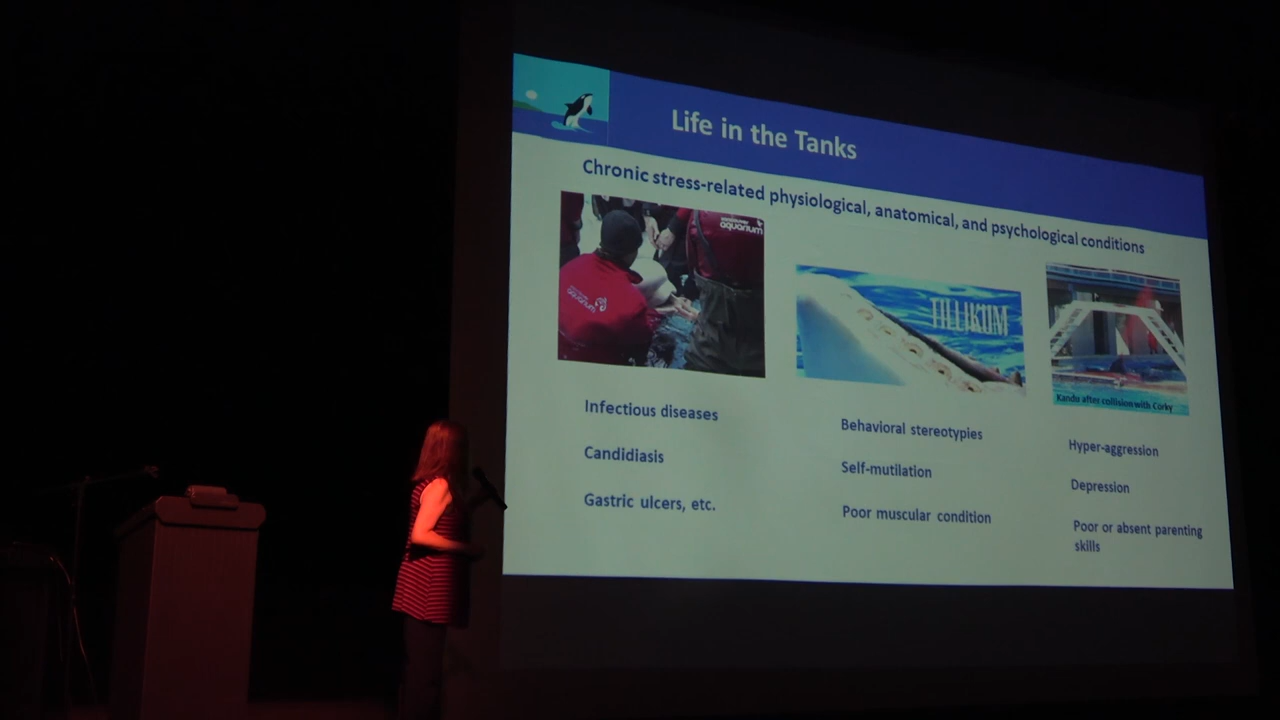 Life in the Tanks
Chronic stress-related physiological, anatomical, and psychological conditions
aquarium
aquarium
TILLIKUM
Kando after collision with Corky
Infectious diseases
Candidiasis
Gastric ulcers, etc.
Behavioral stereotypies
Self-mutilation
Poor muscular condition
Hyper-aggression
Depression
Poor or absent parenting
skills